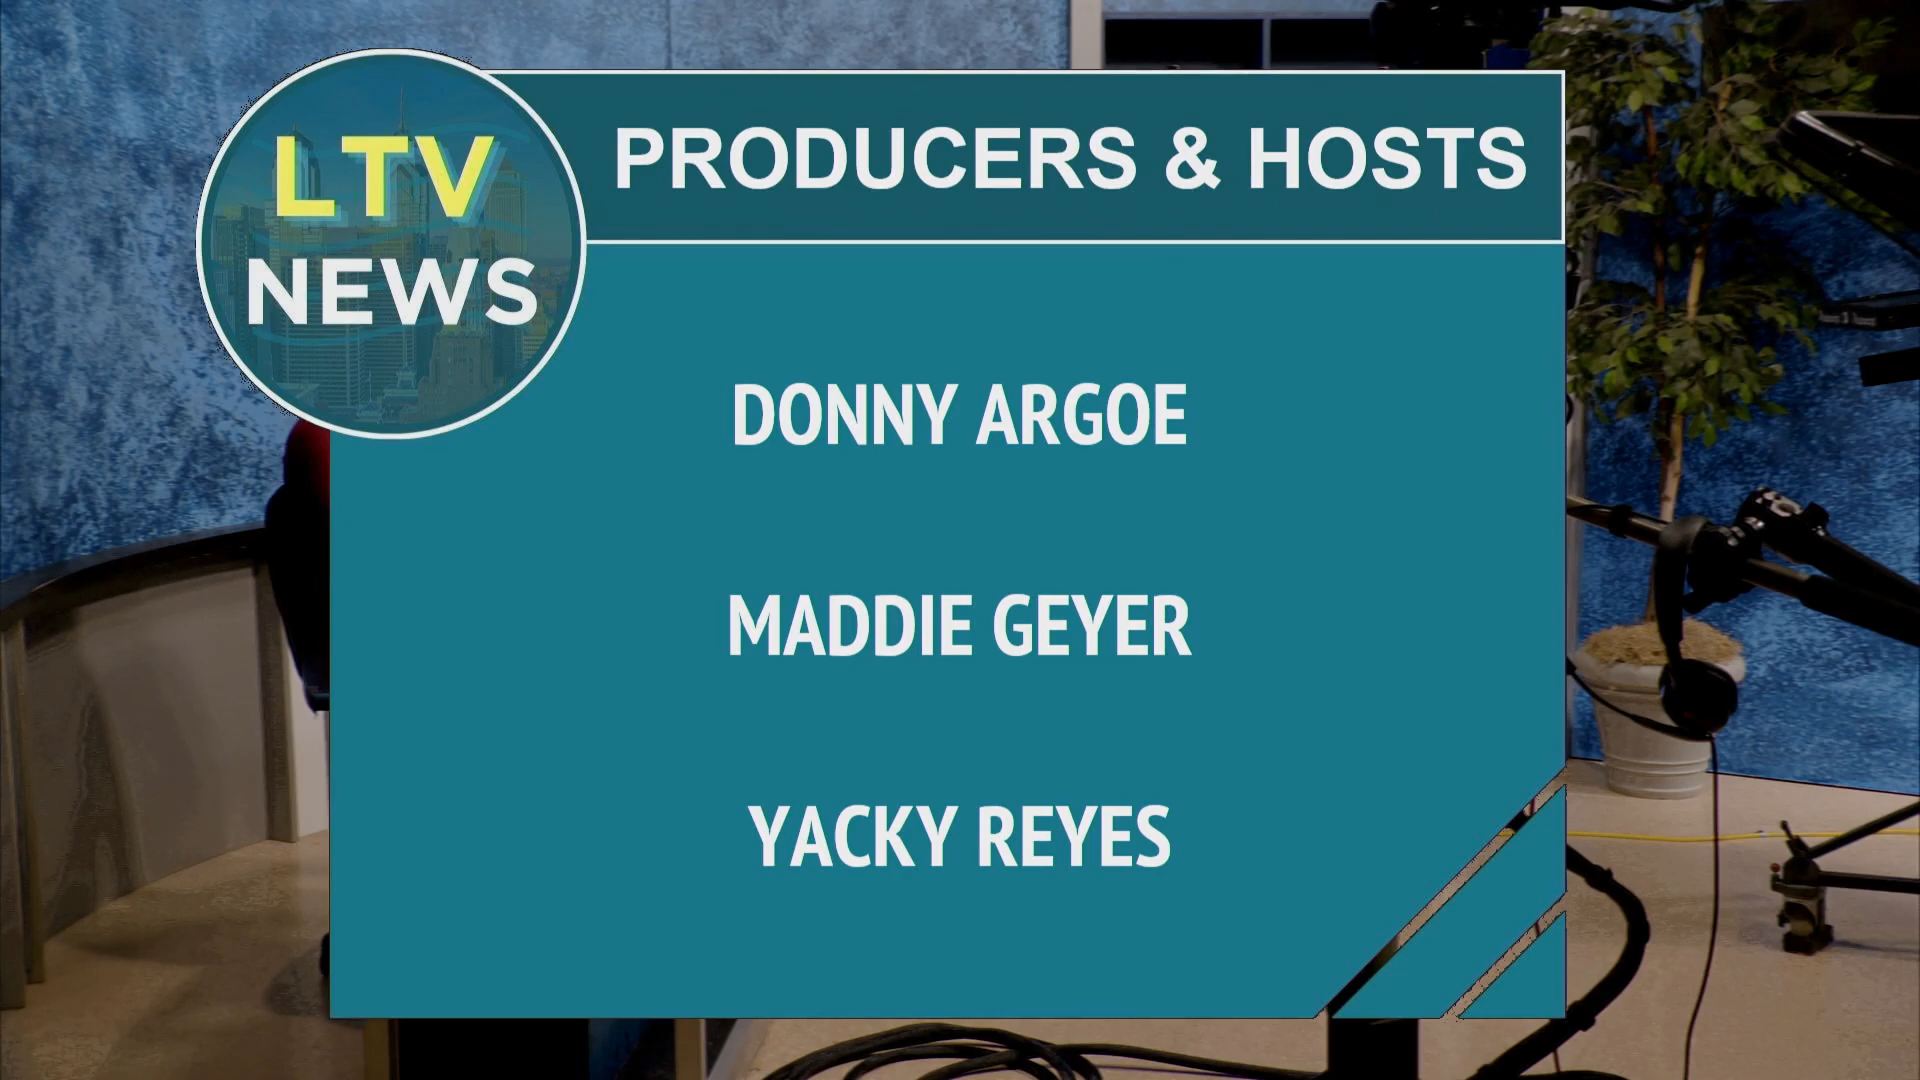 LTV
NEWS
PRODUCERS & HOSTS
DONNY ARGOE
MADDIE GEYER
YACKY REYES